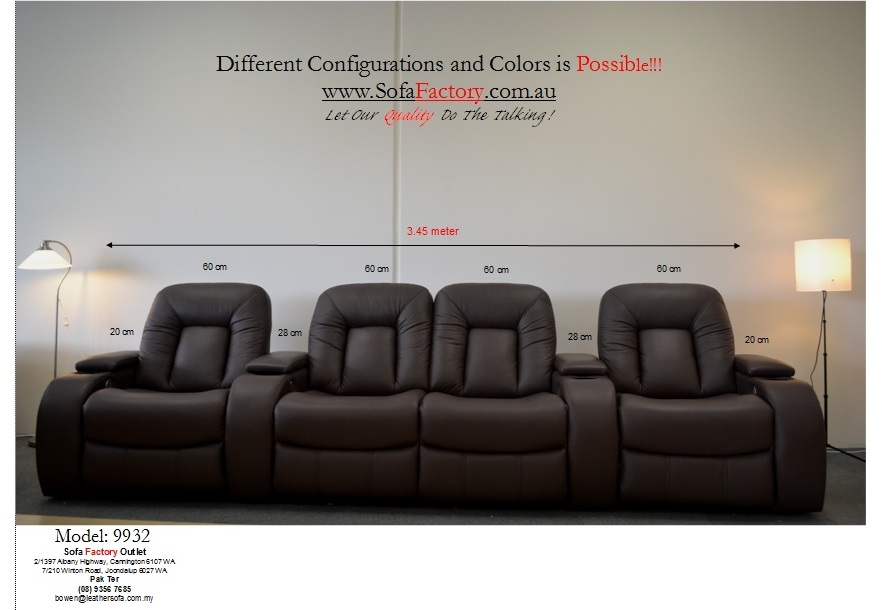 Different Configurations and Colors is Possible!!!
www.SofaFactory.com.au
Let Our Quality Do The Talking!
3.45 meter
60 cm 60 cm 60 cm 60 cm
20 cm 28 cm 28 cm 20 cm
Model: 9932
Sofa Factory Outlet
2/1397 Albany Highway, Cannington 6107 WA
7/210 Winton Road, Joondalup 6027 WA
Pak Ter
(08) 9356 7685
bowen@leathersofa.com.my